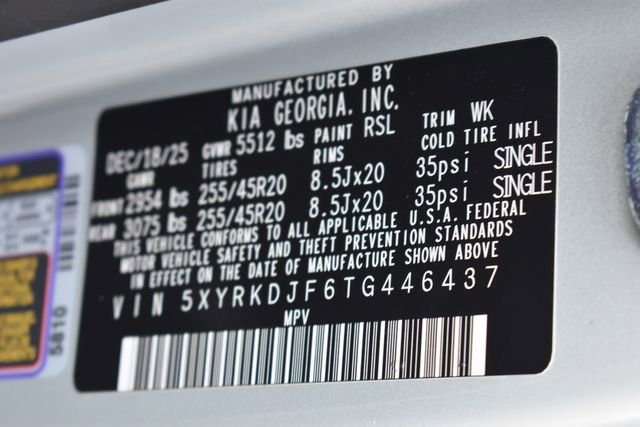 MANUFACTURED BY
KIA GEORGIA, INC.
DEC/18/25 GVWR 5512 lbs PAINT RSL TRIM WK
GAWR TIRES RIMS COLD TIRE INFL
FRONT 2954 lbs 255/45R20 8.5Jx20 35psi SINGLE
REAR 3075 lbs 255/45R20 8.5Jx20 35psi SINGLE
THIS VEHICLE CONFORMS TO ALL APPLICABLE U.S.A. FEDERAL
MOTOR VEHICLE SAFETY AND THEFT PREVENTION STANDARDS
IN EFFECT ON THE DATE OF MANUFACTURE SHOWN ABOVE
VIN 5XYRKDJF6TG446437
MPV
5810